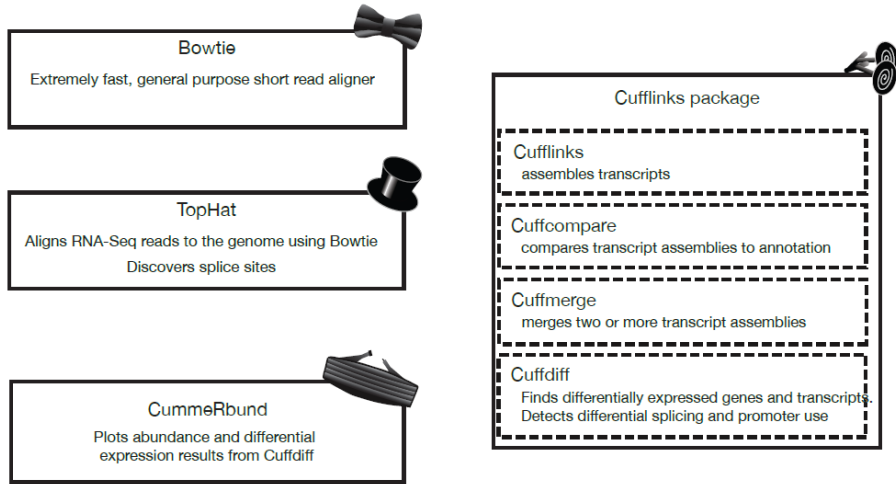 Bowtie
Extremely fast, general purpose short read aligner
TopHat
Aligns RNA-Seq reads to the genome using Bowtie
Discovers splice sites
CummeRbund
Plots abundance and differential
expression results from Cuffdiff
Cufflinks package
Cufflinks
assembles transcripts
Cuffcompare
compares transcript assemblies to annotation
Cuffmerge
merges two or more transcript assemblies
Cuffdiff
Finds differentially expressed genes and transcripts.
Detects differential splicing and promoter use